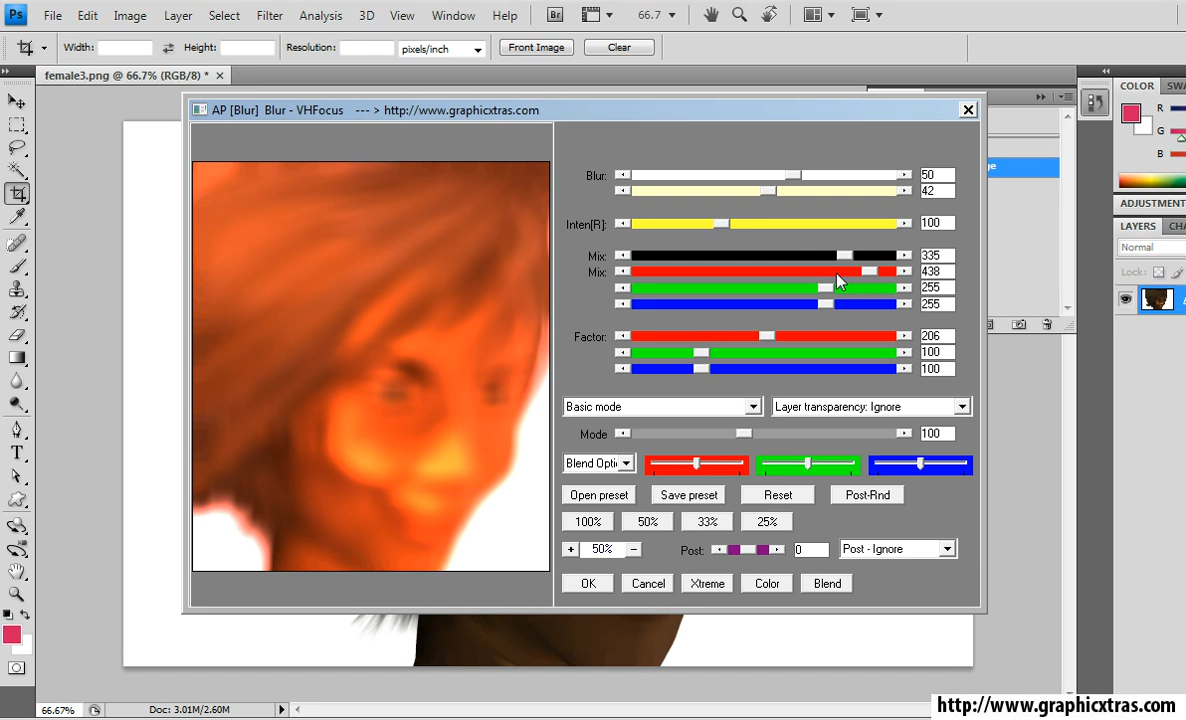 Ps File Edit Image Layer Select Filter Analysis 3D View Window Help Br 66.7
Width: Height: Resolution: pixels/inch Front Image Clear
female3.png @ 66.7% (RGB/8) *
AP [Blur] Blur - VHFocus --- > http://www.graphicxtras.com
COLOR SWA
R
G
B
Blur: 50
42
Inten[R]: 100
Mix: 335
Mix: 438
255
255
Factor: 206
100
100
Basic mode Layer transparency: Ignore
Mode 100
Blend Opti
Open preset Save preset Reset Post-Rnd
100% 50% 33% 25%
+ 50% − Post: 0 Post - Ignore
OK Cancel Xtreme Color Blend
ADJUSTMENT
LAYERS CHA
Normal
Lock:
T
66.67% Doc: 3.01M/2.60M
http://www.graphicxtras.com